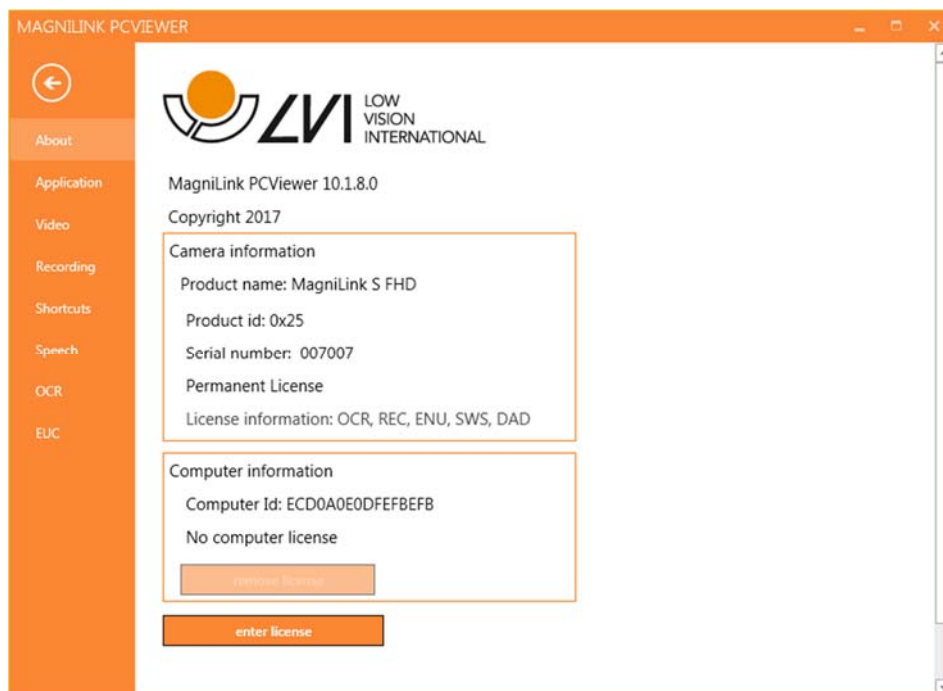 MAGNILINK PCVIEWER
About
Application
Video
Recording
Shortcuts
Speech
OCR
EUC
LVI LOW
VISION
INTERNATIONAL
MagniLink PCViewer 10.1.8.0
Copyright 2017
Camera information
Product name: MagniLink S FHD
Product id: 0x25
Serial number: 007007
Permanent License
License information: OCR, REC, ENU, SWS, DAD
Computer information
Computer Id: ECD0A0E0DFEFBEFB
No computer license
remove license
enter license